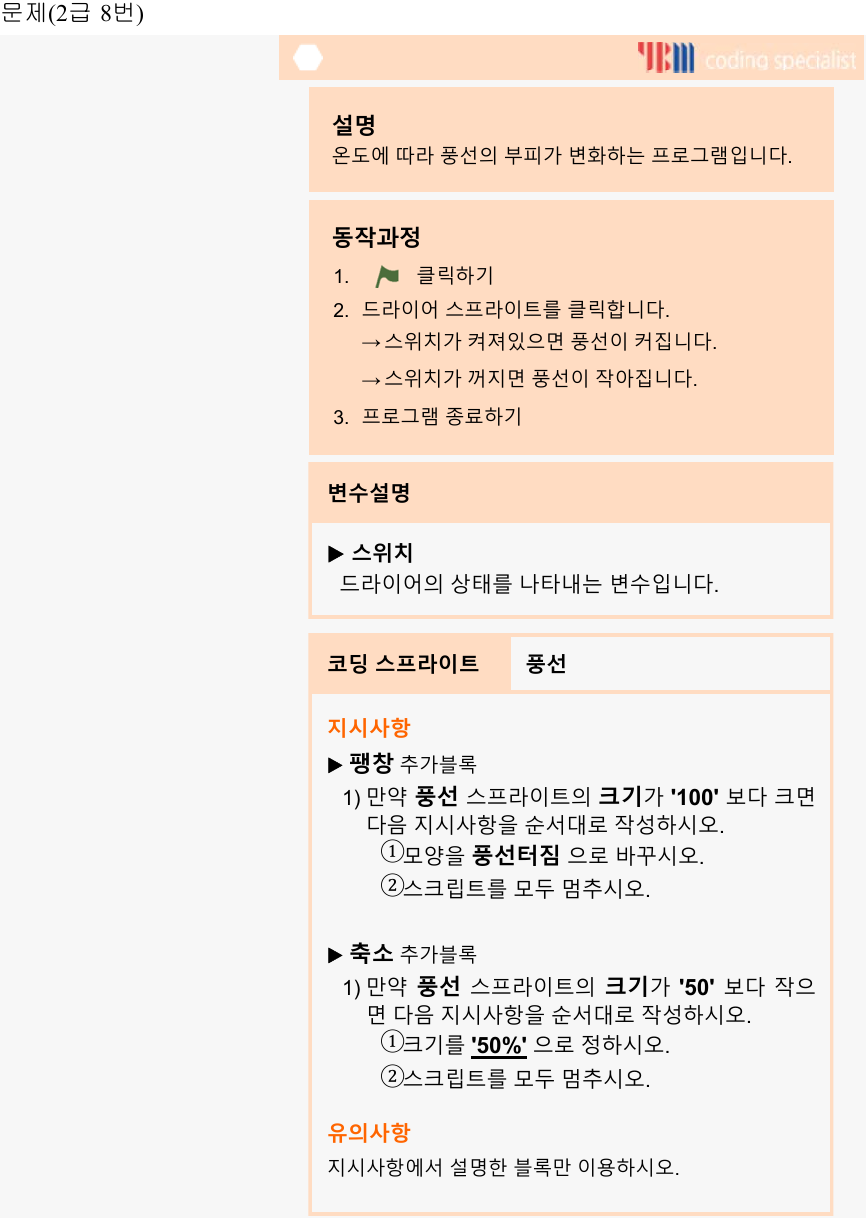 문제(2급 8번)
YBM coding specialist
설명
온도에 따라 풍선의 부피가 변화하는 프로그램입니다.
동작과정
1. 클릭하기
2. 드라이어 스프라이트를 클릭합니다.
→스위치가 켜져있으면 풍선이 커집니다.
→스위치가 꺼지면 풍선이 작아집니다.
3. 프로그램 종료하기
변수설명
▶ 스위치
드라이어의 상태를 나타내는 변수입니다.
코딩 스프라이트 풍선
지시사항
▶ 팽창 추가블록
1) 만약 풍선 스프라이트의 크기가 '100' 보다 크면
다음 지시사항을 순서대로 작성하시오.
①모양을 풍선터짐 으로 바꾸시오.
②스크립트를 모두 멈추시오.
▶ 축소 추가블록
1) 만약 풍선 스프라이트의 크기가 '50' 보다 작으
면 다음 지시사항을 순서대로 작성하시오.
①크기를 '50%' 으로 정하시오.
②스크립트를 모두 멈추시오.
유의사항
지시사항에서 설명한 블록만 이용하시오.